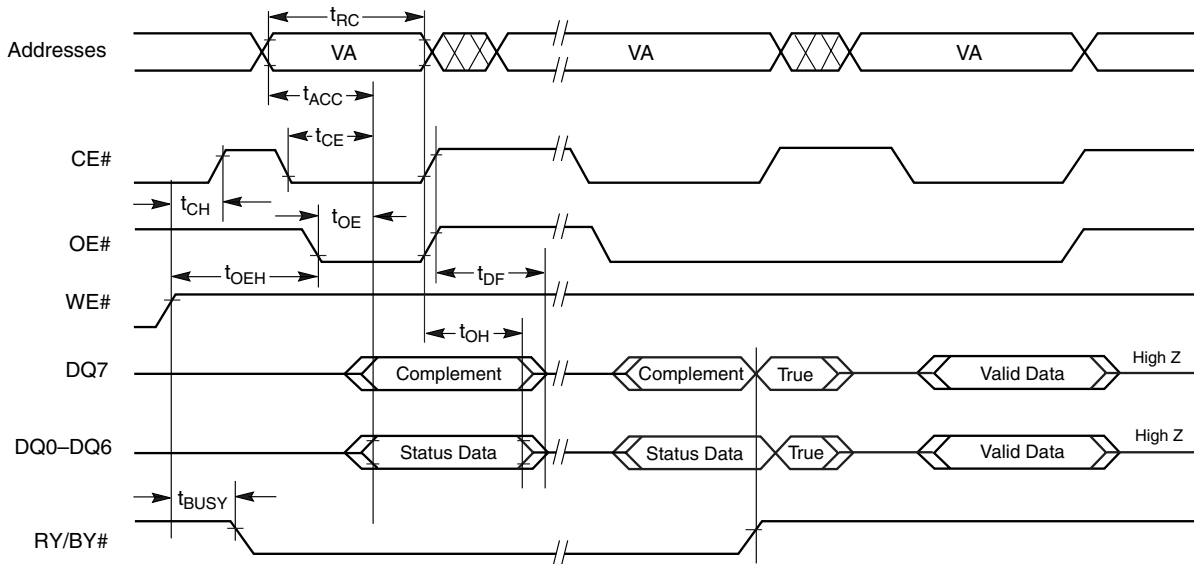 tRC
Addresses VA VA VA
tACC
tCE
CE#
tCH tOE
OE#
tOEH tDF
WE#
tOH
DQ7 Complement Complement True Valid Data High Z
DQ0–DQ6 Status Data Status Data True Valid Data High Z
tBUSY
RY/BY#